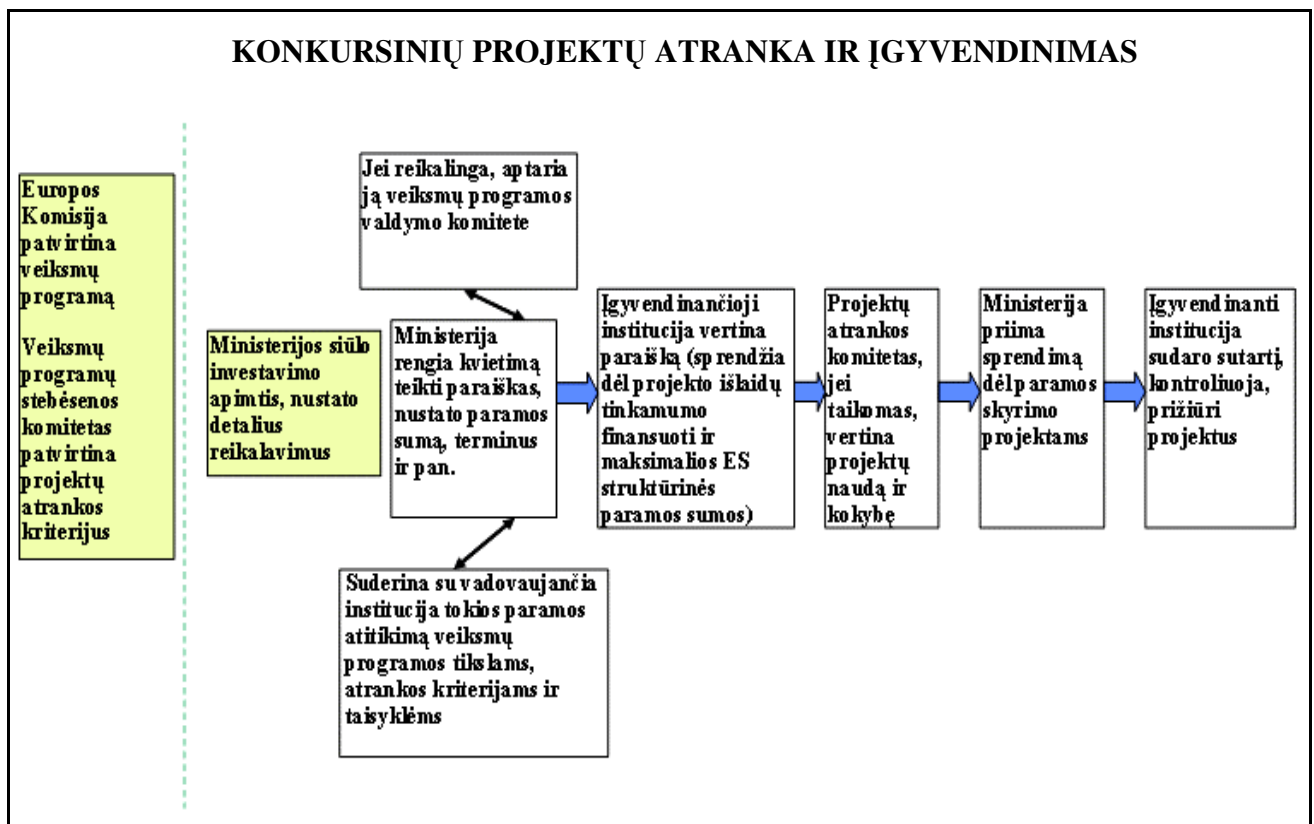 KONKURSINIŲ PROJEKTŲ ATRANKA IR ĮGYVENDINIMAS
Europos
Komisija
patvirtina
veiksmų
programą
Veiksmų
programų
stebėsenos
komitetas
patvirtina
projektų
atrankos
kriterijus
Ministerijos siūlo
investavimo
apimtis, nustato
detalius
reikalavimus
Jei reikalinga, aptaria
ją veiksmų programos
valdymo komitete
Ministerija
rengia kvietimą
teikti paraiškas,
nustato paramos
sumą, terminus
ir pan.
Suderina su vadovaujančia
institucija tokios paramos
atitikimą veiksmų
programos tikslams,
atrankos kriterijams ir
taisyklėms
Įgyvendinančioji
institucija vertina
paraišką (sprendžia
dėl projekto išlaidų
tinkamumo
finansuoti ir
maksimalios ES
struktūrinės
paramos sumos)
Projektų
atrankos
komitetas,
jei
taikomas,
vertina
projektų
naudą ir
kokybę
Ministerija
priima
sprendimą
dėl paramos
skyrimo
projektams
Įgyvendinanti
institucija
sudaro sutartį,
kontroliuoja,
prižiūri
projektus